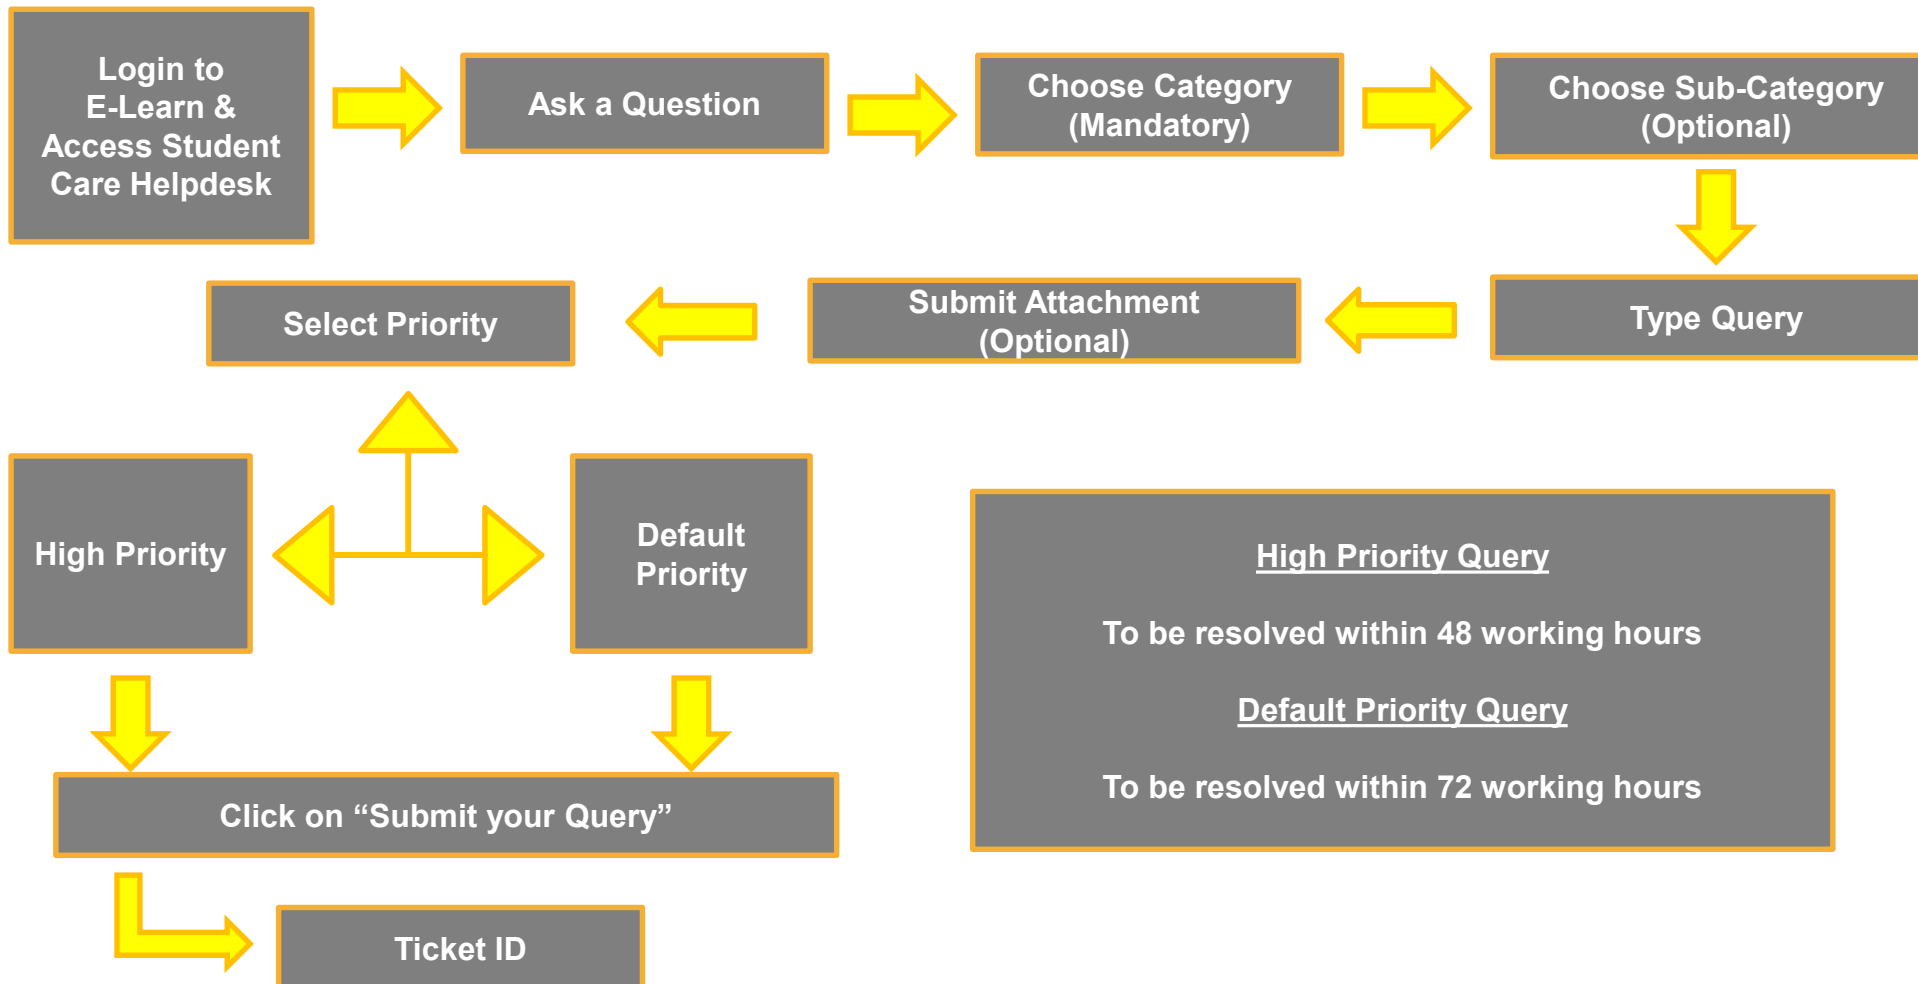 Login to
E-Learn &
Access Student
Care Helpdesk
Ask a Question
Choose Category
(Mandatory)
Choose Sub-Category
(Optional)
Select Priority
Submit Attachment
(Optional)
Type Query
High Priority
Default
Priority
High Priority Query
To be resolved within 48 working hours
Default Priority Query
To be resolved within 72 working hours
Click on “Submit your Query”
Ticket ID